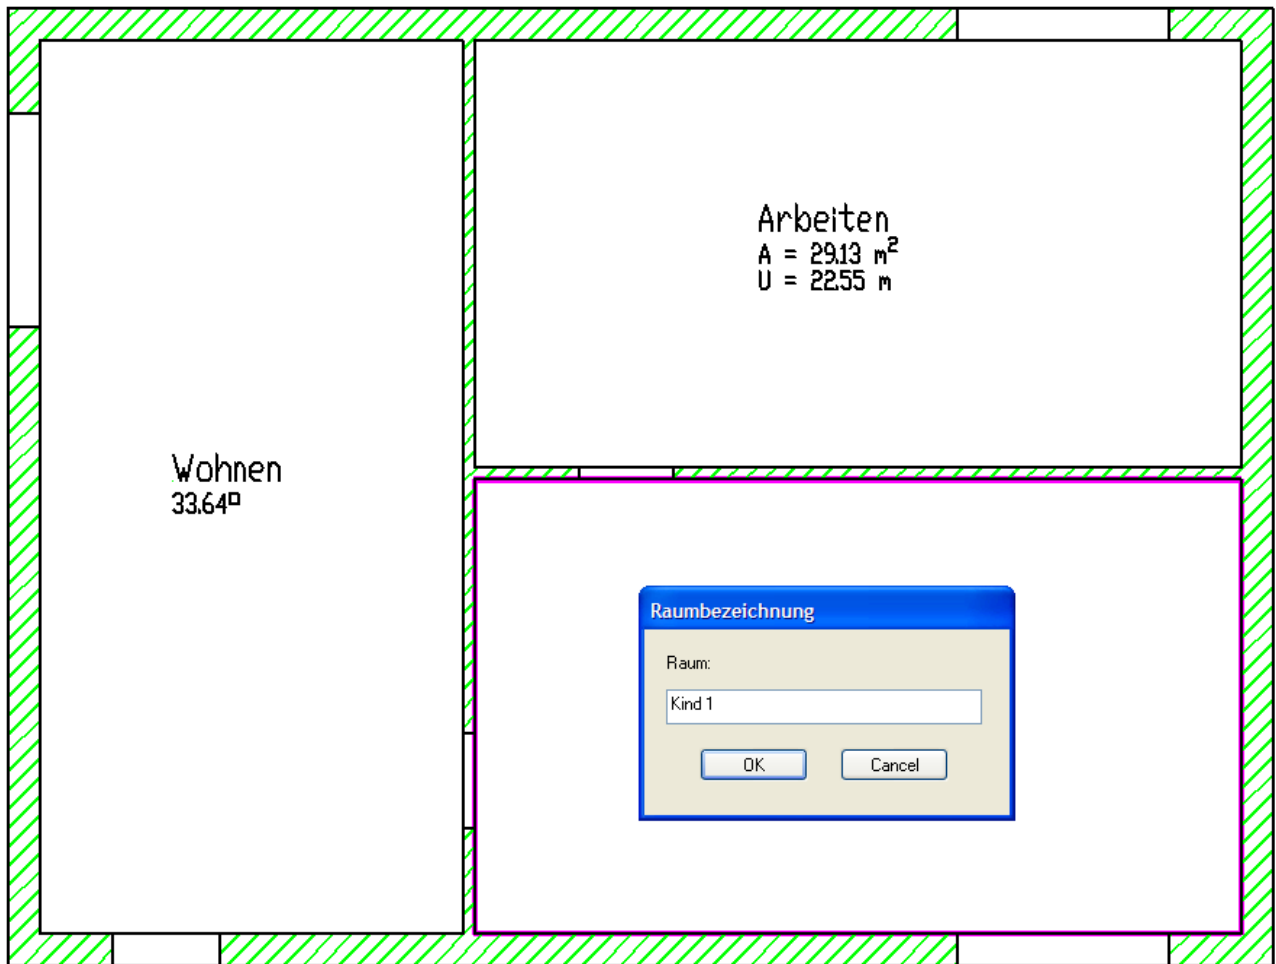 Arbeiten
A = 29.13 m²
U = 22.55 m
Wohnen
33.64□
Raumbezeichnung
Raum:
Kind 1
OK
Cancel